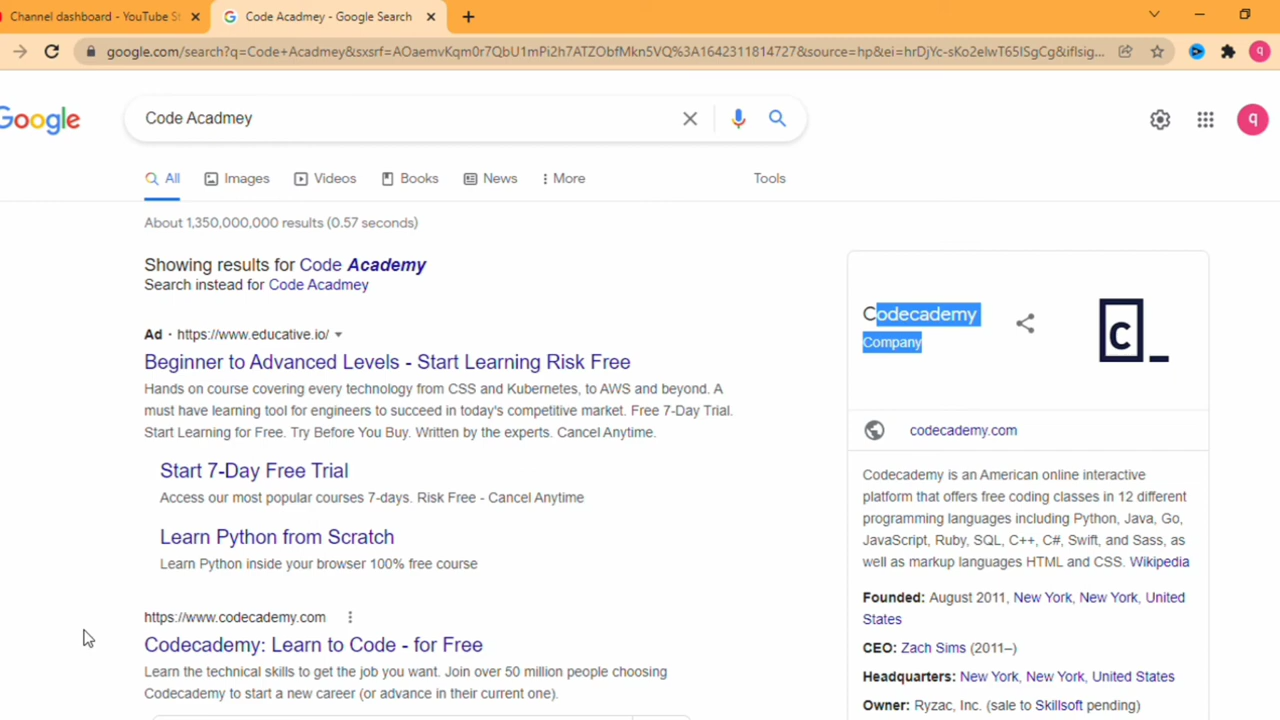 Channel dashboard - YouTube St
Code Acadmey - Google Search
google.com/search?q=Code+Acadmey&sxsrf=AOaemvKqm0r7QbU1mPi2h7ATZObfMkn5VQ%3A1642311814727&source=hp&ei=hrDjYc-sKo2elwT65ISgCg&iflsig...
q
Google
Code Acadmey
q
All
Images
Videos
Books
News
More
Tools
About 1,350,000,000 results (0.57 seconds)
Showing results for Code Academy
Search instead for Code Acadmey
Ad · https://www.educative.io/
Beginner to Advanced Levels - Start Learning Risk Free
Hands on course covering every technology from CSS and Kubernetes, to AWS and beyond. A
must have learning tool for engineers to succeed in today's competitive market. Free 7-Day Trial.
Start Learning for Free. Try Before You Buy. Written by the experts. Cancel Anytime.
Start 7-Day Free Trial
Access our most popular courses 7-days. Risk Free - Cancel Anytime
Learn Python from Scratch
Learn Python inside your browser 100% free course
https://www.codecademy.com
Codecademy: Learn to Code - for Free
Learn the technical skills to get the job you want. Join over 50 million people choosing
Codecademy to start a new career (or advance in their current one).
Codecademy
Company
c_
codecademy.com
Codecademy is an American online interactive
platform that offers free coding classes in 12 different
programming languages including Python, Java, Go,
JavaScript, Ruby, SQL, C++, C#, Swift, and Sass, as
well as markup languages HTML and CSS. Wikipedia
Founded: August 2011, New York, New York, United
States
CEO: Zach Sims (2011–)
Headquarters: New York, New York, United States
Owner: Ryzac, Inc. (sale to Skillsoft pending)